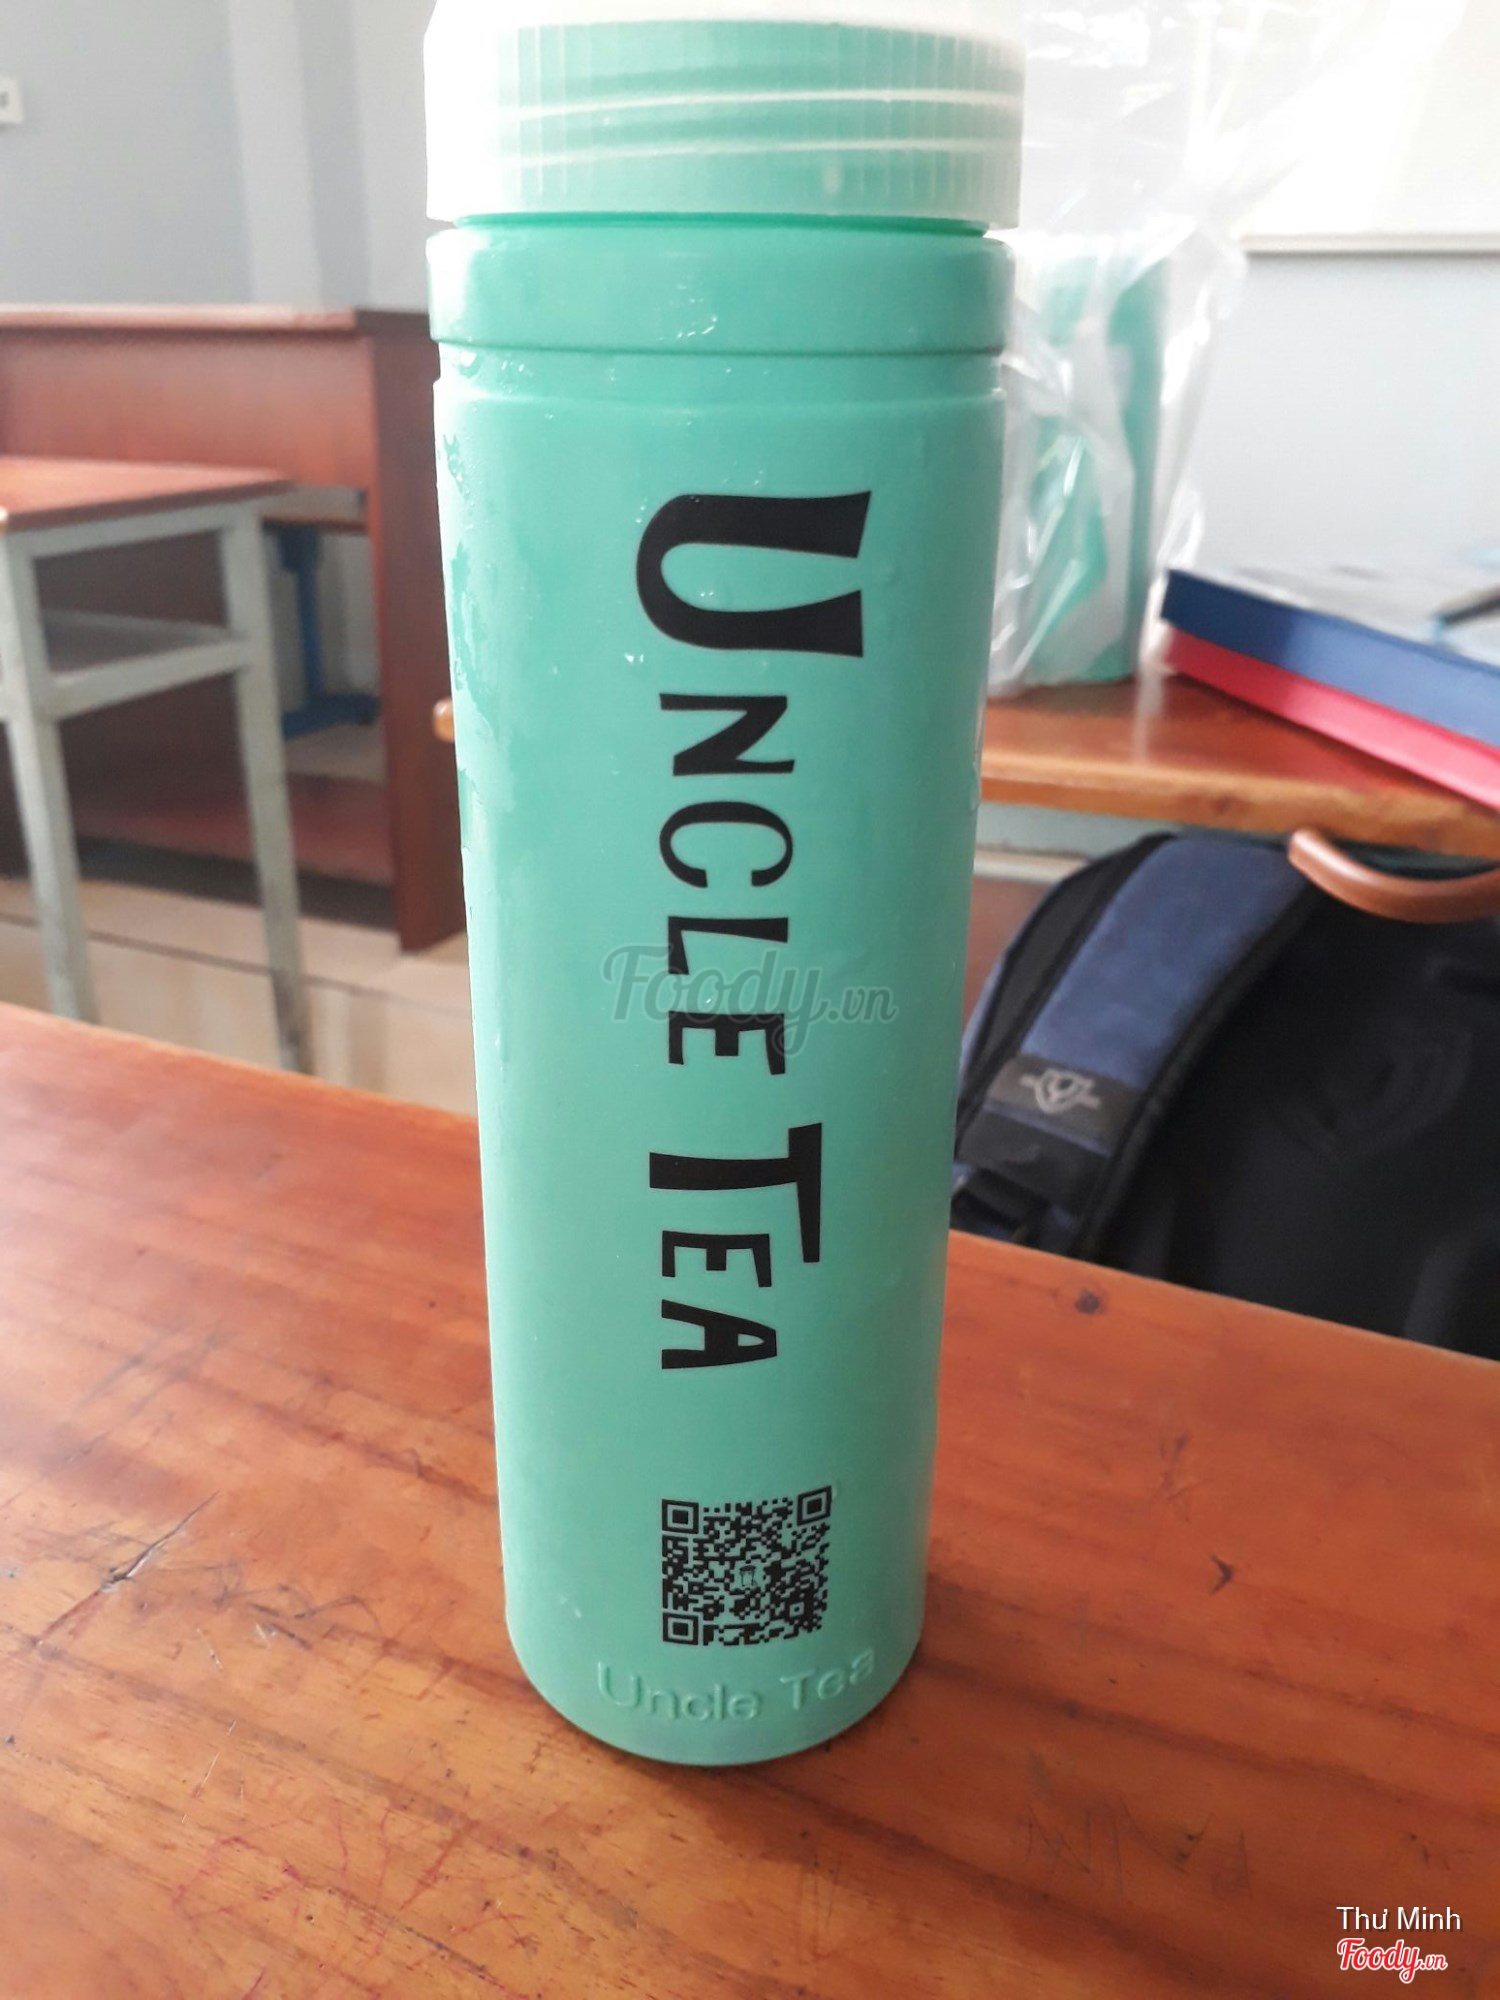 UNCLE TEA
Foody.vn
Uncle Tea
Thư Minh
Foody.vn